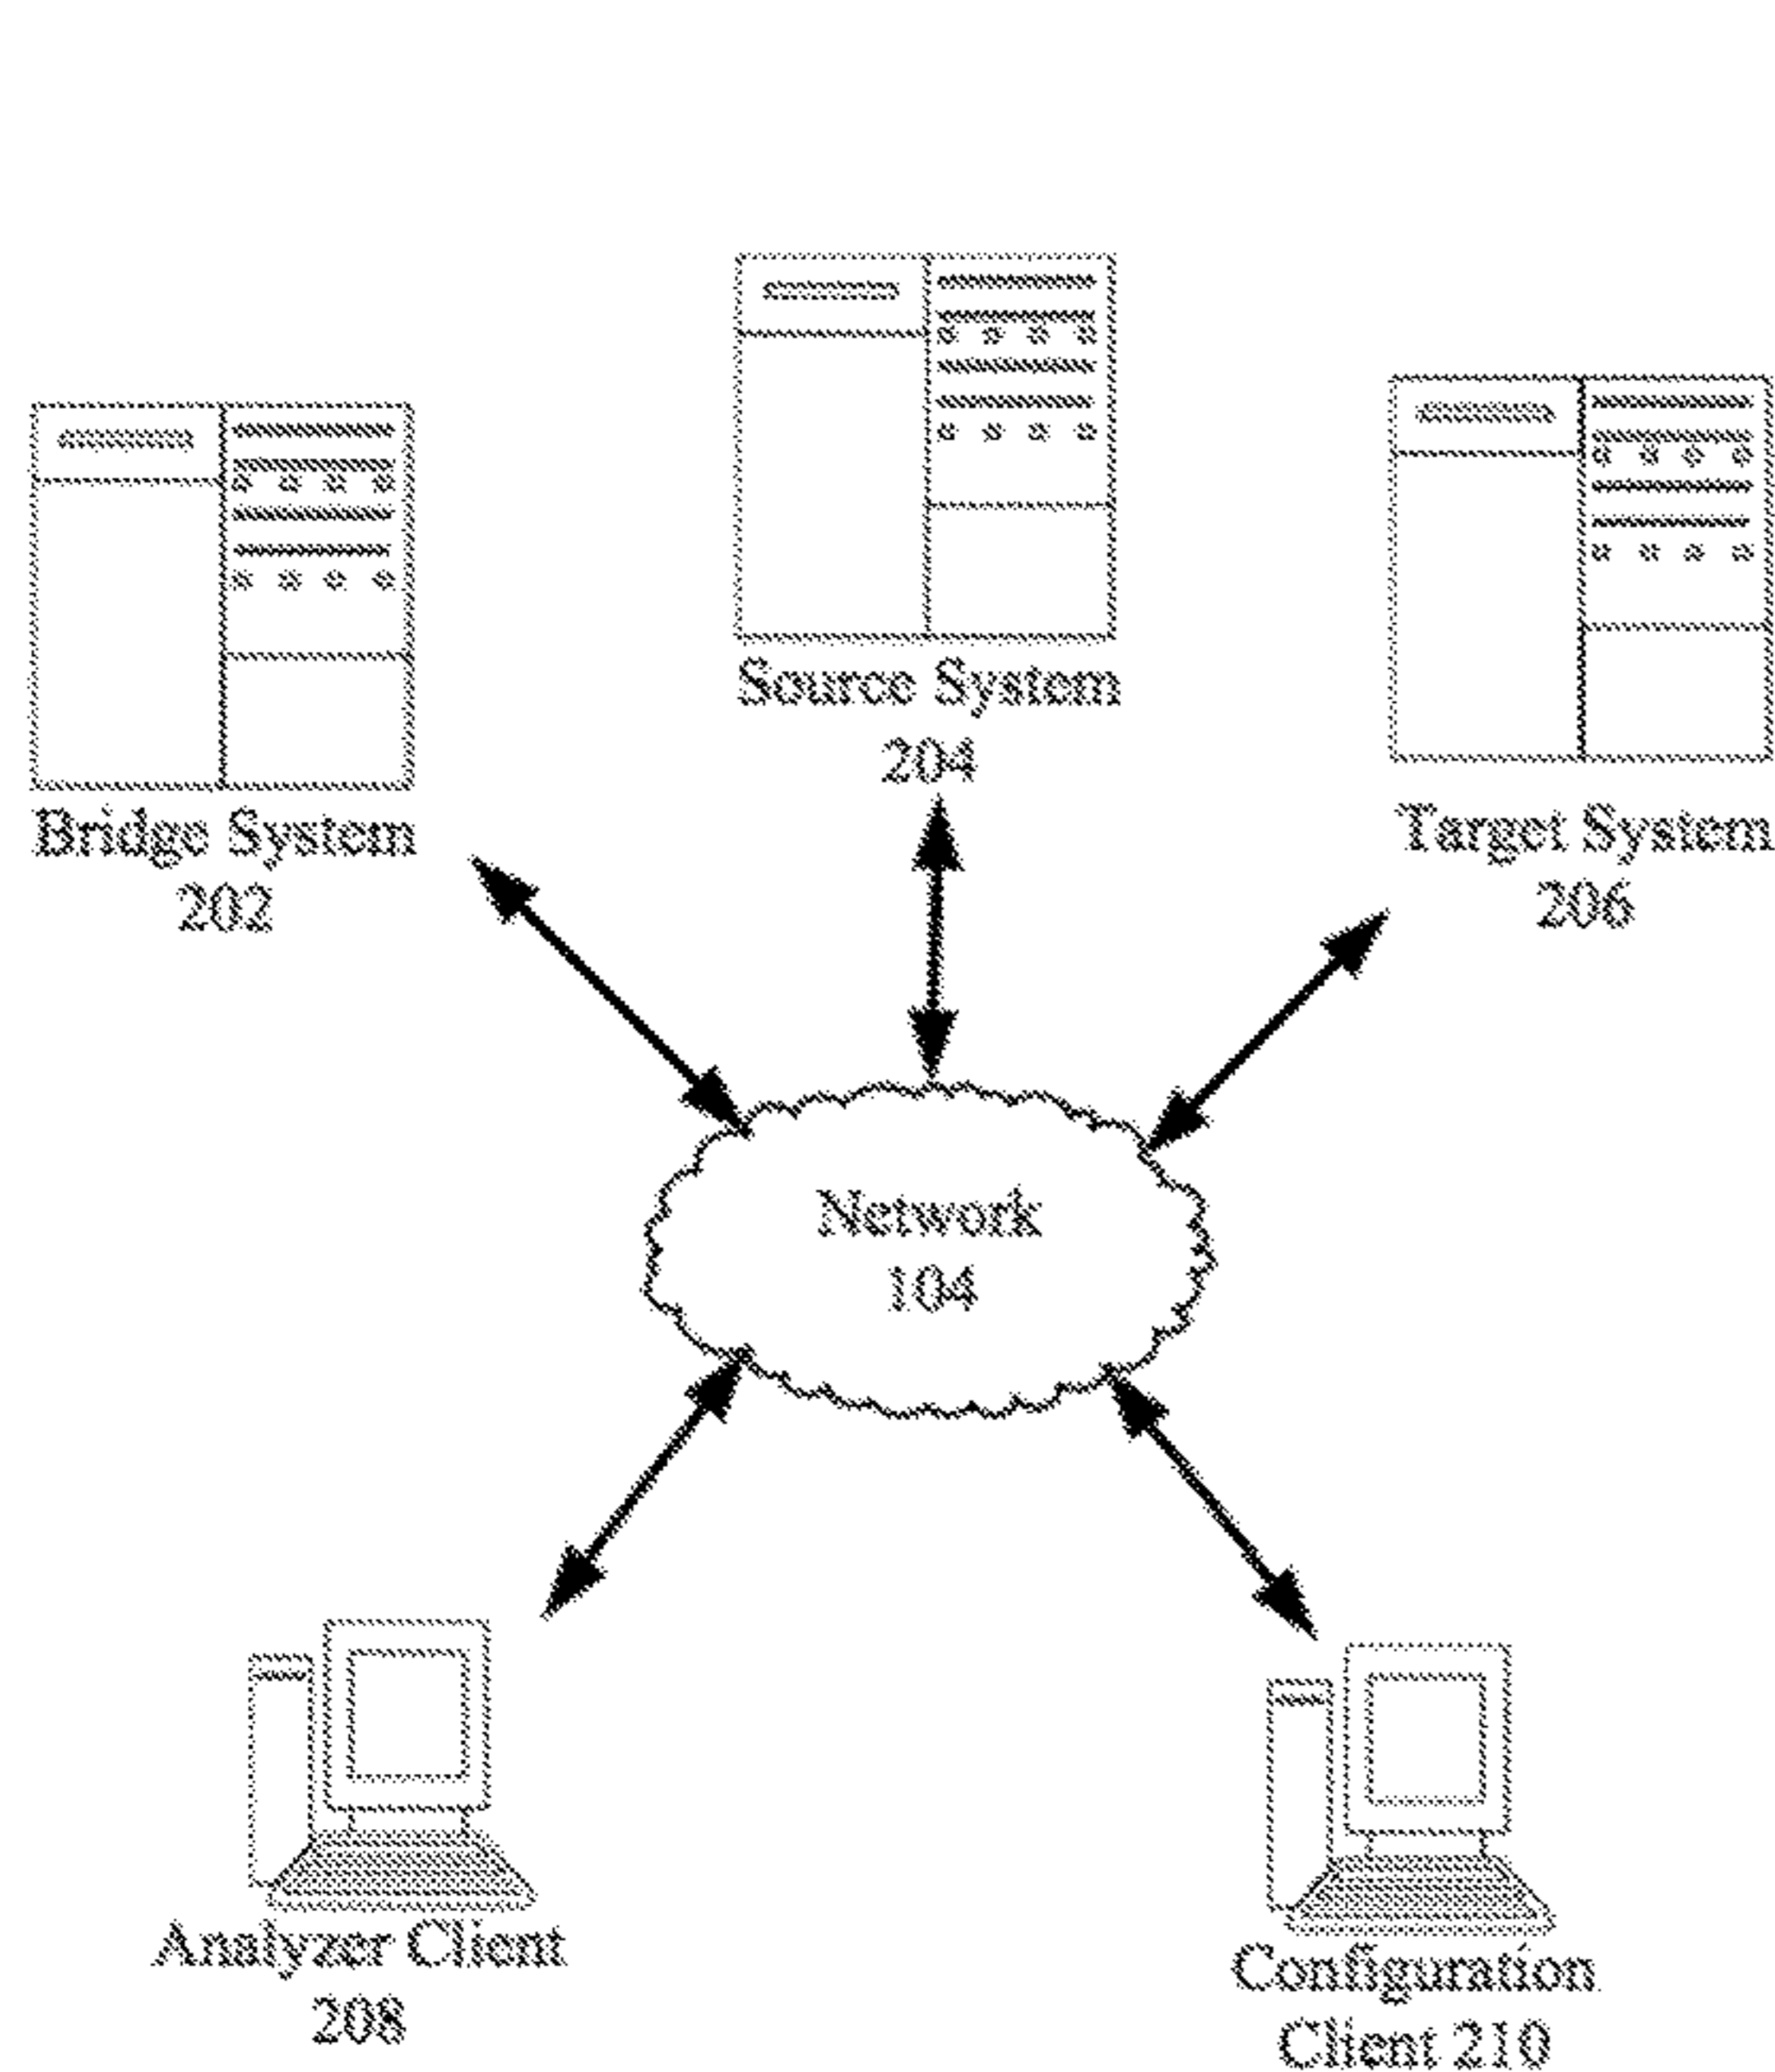 Source System
204
Bridge System
202
Target System
206
Network
104
Analyzer Client
208
Configuration
Client 210